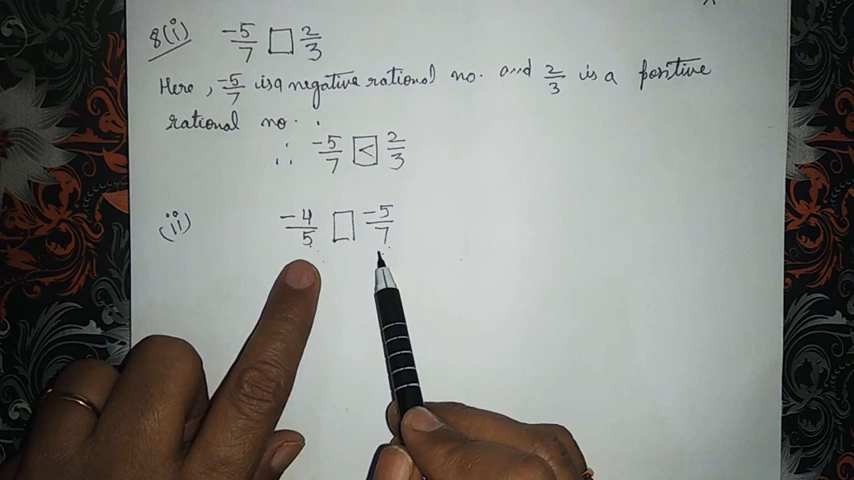 8(i) -5/7 □ 2/3
Here, -5/7 is a negative rational no. and 2/3 is a positive
rational no.
∴ -5/7 < 2/3
(ii) -4/5 □ -5/7